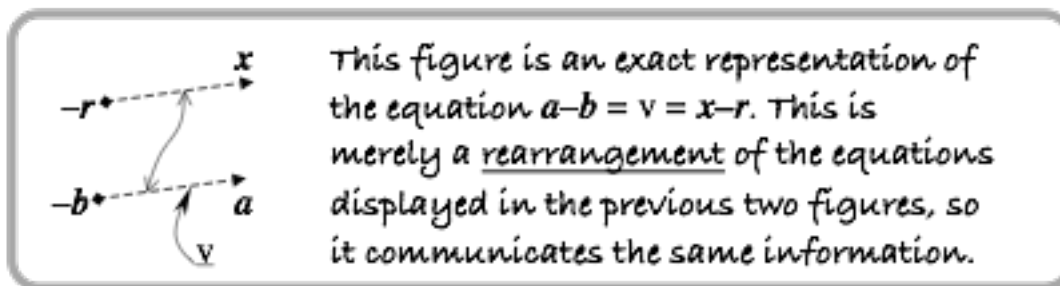 x
–r
–b
a
v
This figure is an exact representation of
the equation a–b = v = x–r. This is
merely a rearrangement of the equations
displayed in the previous two figures, so
it communicates the same information.